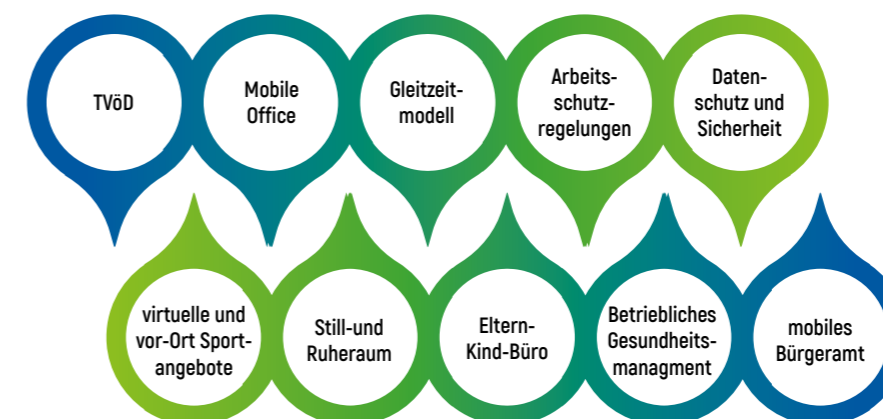 TVöD
Mobile
Office
Gleitzeit-
modell
Arbeits-
schutz-
regelungen
Daten-
schutz und
Sicherheit
virtuelle und
vor-Ort Sport-
angebote
Still-und
Ruheraum
Eltern-
Kind-Büro
Betriebliches
Gesundheits-
managment
mobiles
Bürgeramt